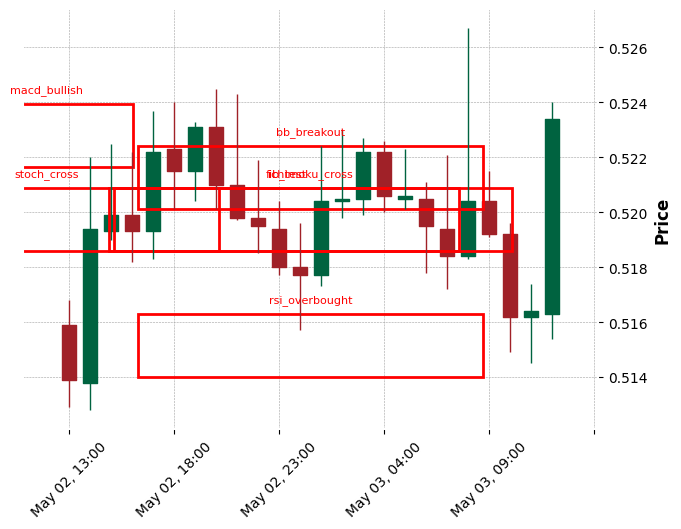 macd_bullish
bb_breakout
stoch_cross
rsi_overbought
0.526
0.524
0.522
0.520
0.518
0.516
0.514
Price
May 02, 13:00
May 02, 18:00
May 02, 23:00
May 03, 04:00
May 03, 09:00